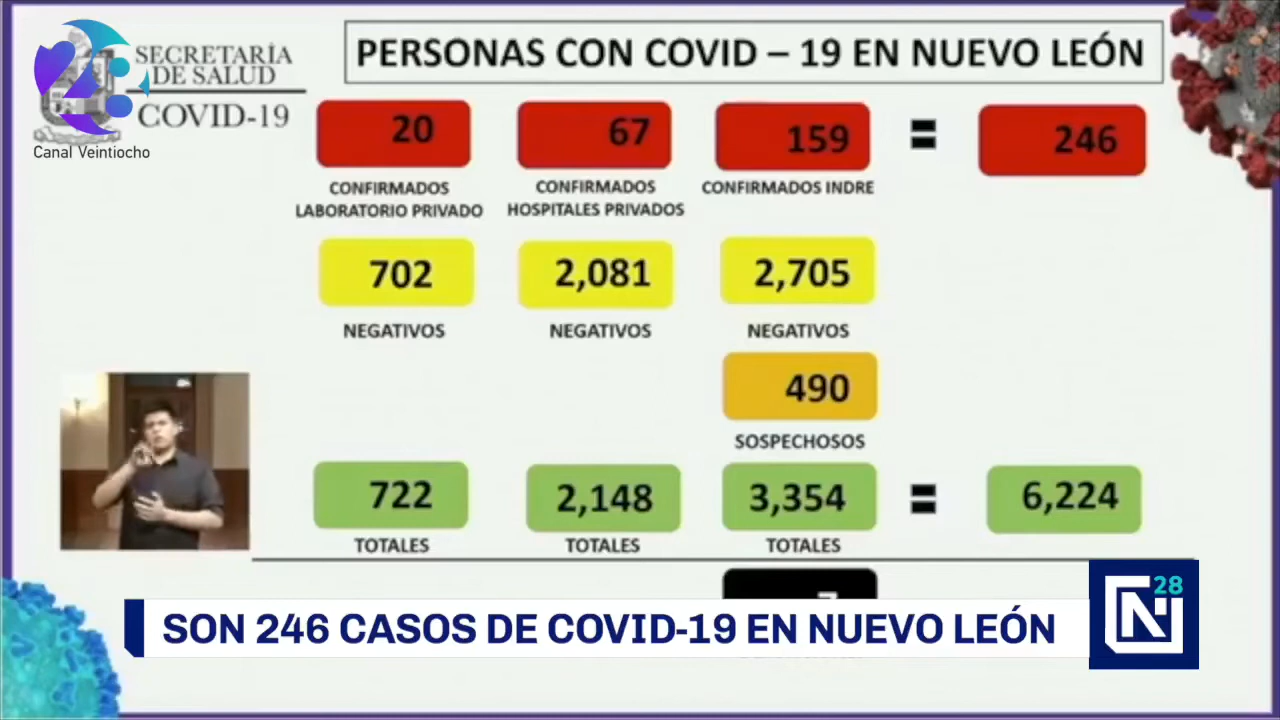 SECRETARÍA
DE SALUD
COVID-19
Canal Veintiocho
PERSONAS CON COVID – 19 EN NUEVO LEÓN
20
67
159
=
246
CONFIRMADOS
LABORATORIO PRIVADO
CONFIRMADOS
HOSPITALES PRIVADOS
CONFIRMADOS INDRE
702
2,081
2,705
NEGATIVOS
NEGATIVOS
NEGATIVOS
490
SOSPECHOSOS
722
2,148
3,354
=
6,224
TOTALES
TOTALES
TOTALES
SON 246 CASOS DE COVID-19 EN NUEVO LEÓN
N 28